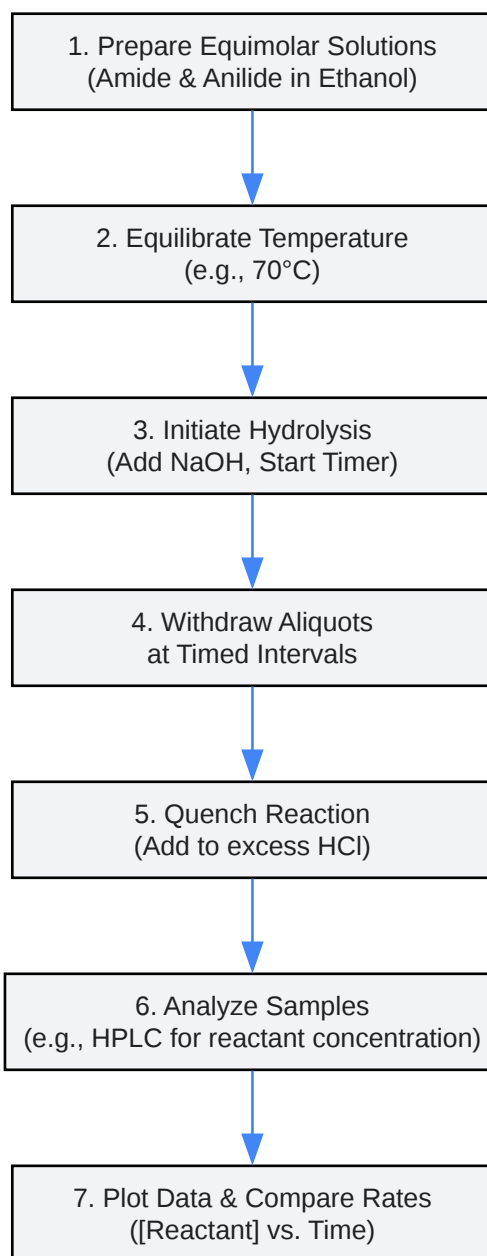 1. Prepare Equimolar Solutions
(Amide & Anilide in Ethanol)
2. Equilibrate Temperature
(e.g., 70°C)
3. Initiate Hydrolysis
(Add NaOH, Start Timer)
4. Withdraw Aliquots
at Timed Intervals
5. Quench Reaction
(Add to excess HCl)
6. Analyze Samples
(e.g., HPLC for reactant concentration)
7. Plot Data & Compare Rates
([Reactant] vs. Time)